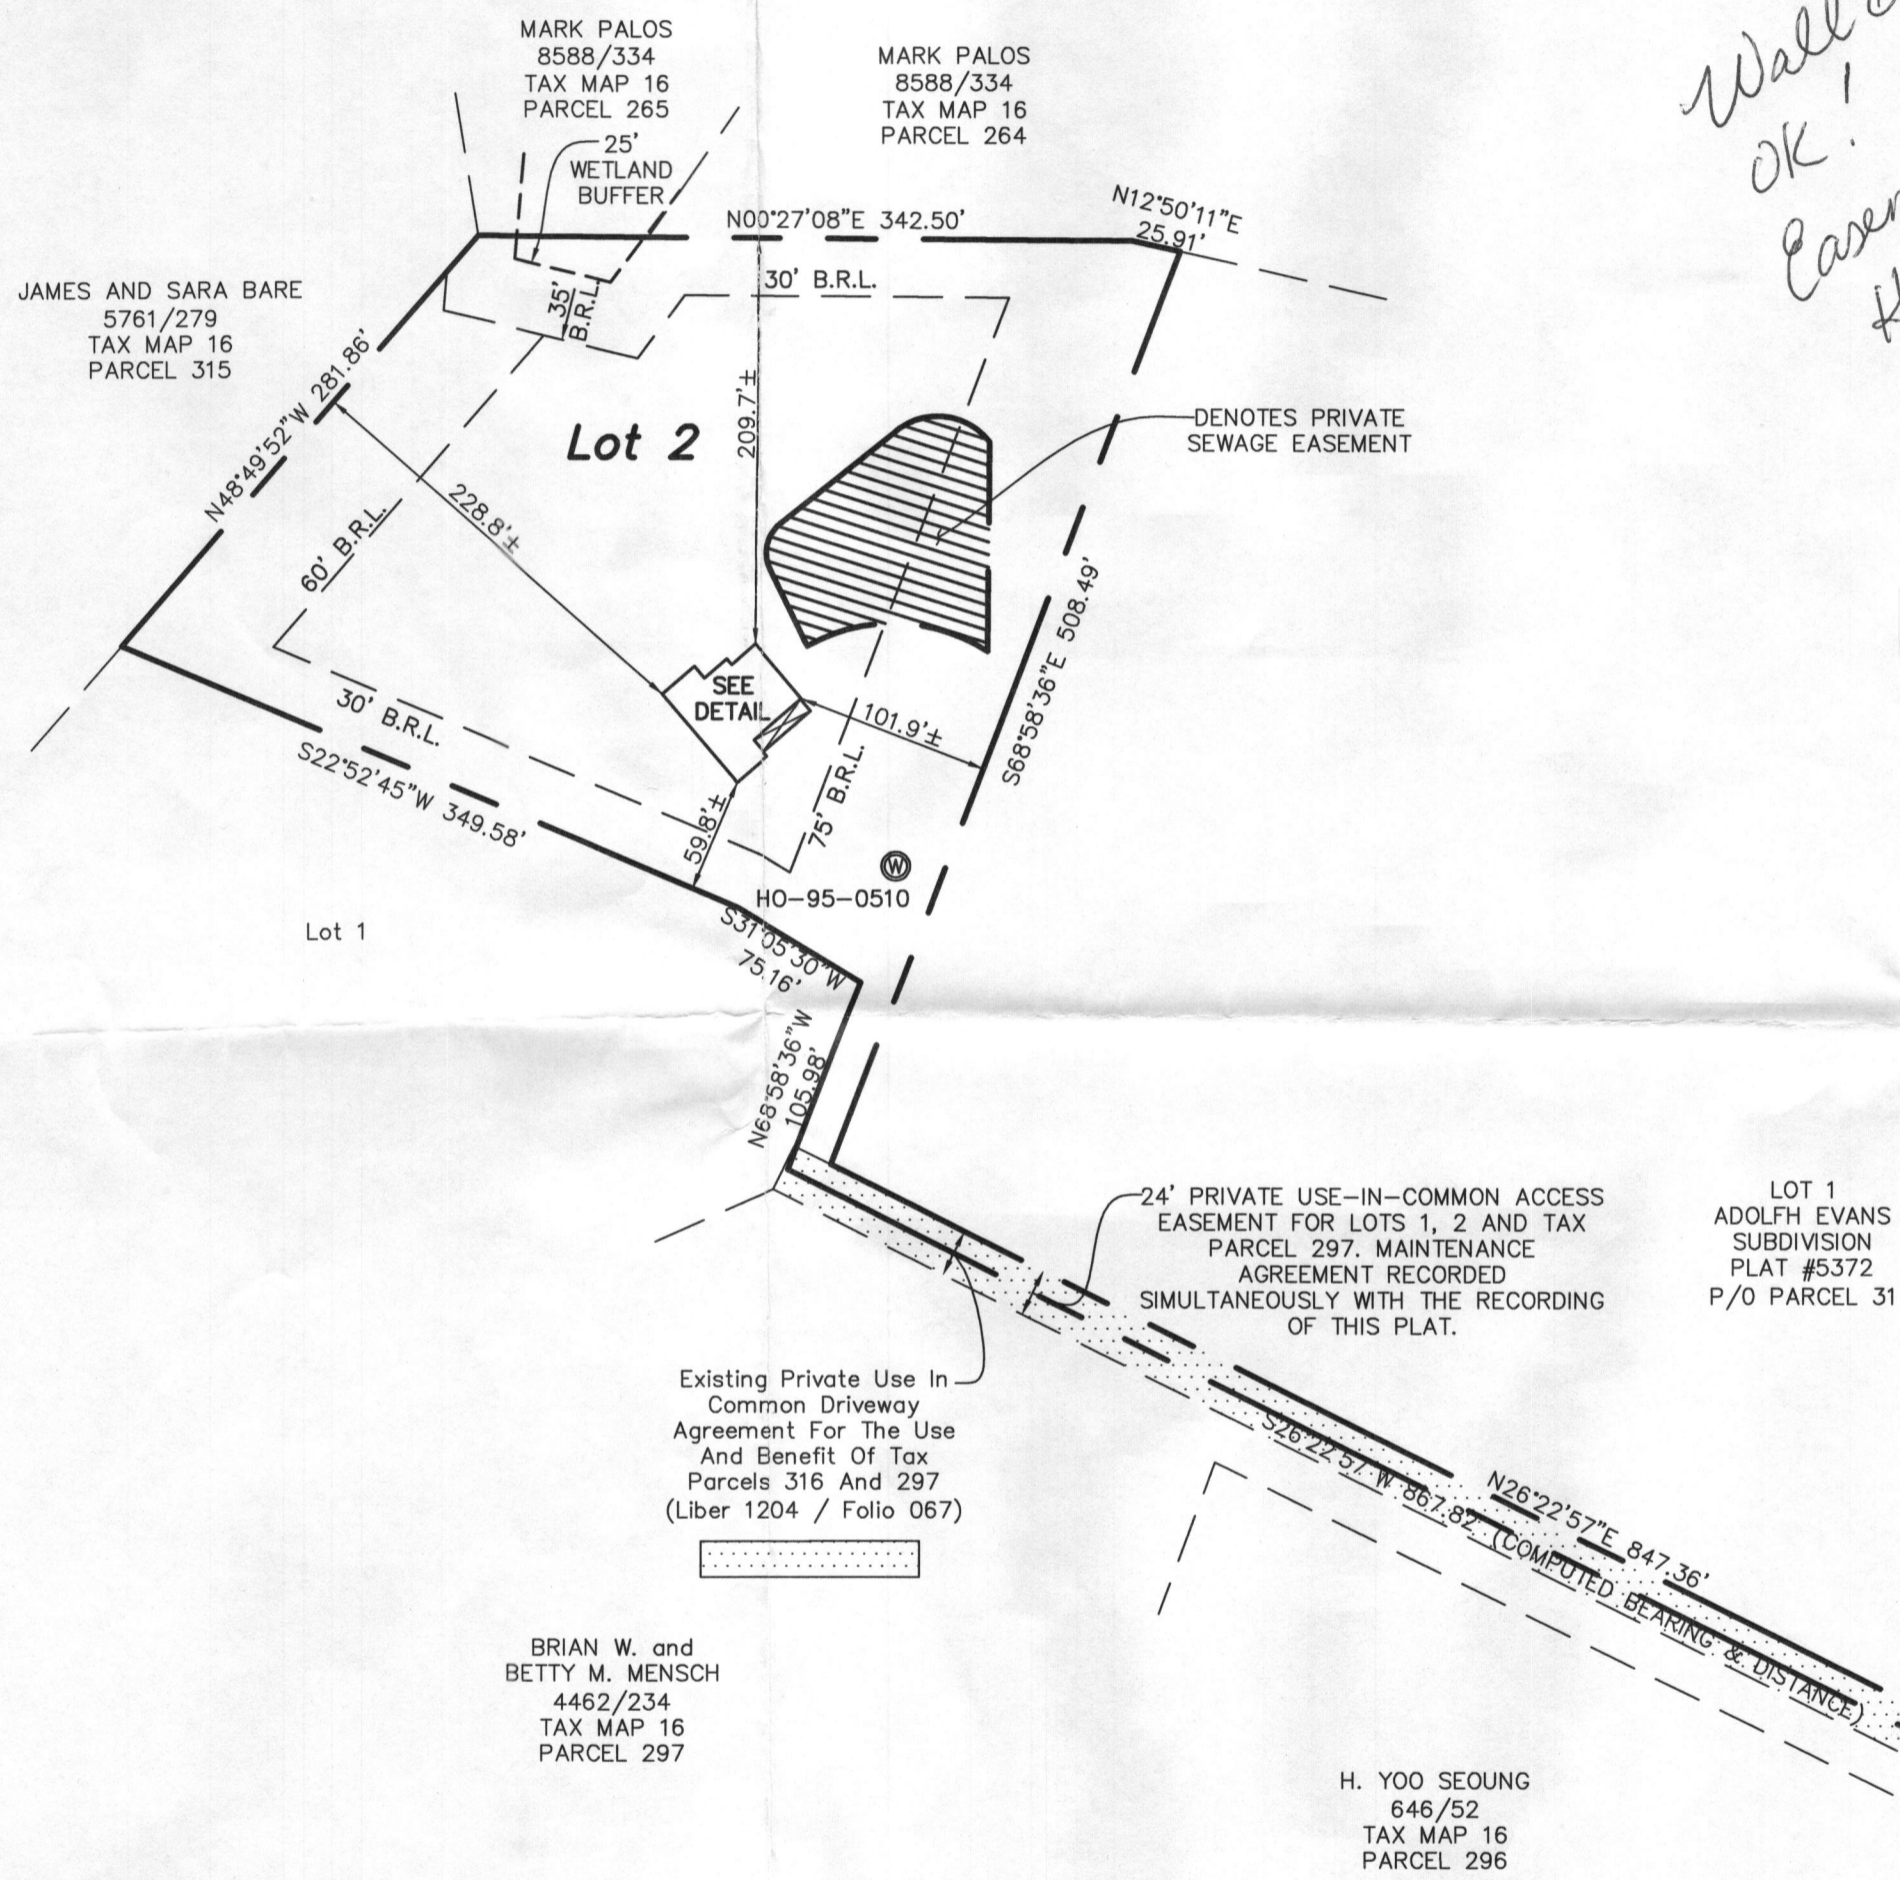 MARK PALOS
8588/334
TAX MAP 16
PARCEL 265
MARK PALOS
8588/334
TAX MAP 16
PARCEL 264
Wall
OK!
25'
WETLAND
BUFFER
N00°27'08"E 342.50'
N12°50'11"E
25.91'
JAMES AND SARA BARE
5761/279
TAX MAP 16
PARCEL 315
35'
B.R.L.
30' B.R.L.
N48°49'52"W 281.86'
Lot 2
209.7'±
DENOTES PRIVATE
SEWAGE EASEMENT
228.8'±
60' B.R.L.
S68°58'36"E 508.49'
SEE
DETAIL
30' B.R.L.
101.9'±
S22°52'45"W 349.58'
59.8'±
75' B.R.L.
W
HO-95-0510
Lot 1
S31°05'30"W
75.16'
N68°58'36"W
105.98'
24' PRIVATE USE-IN-COMMON ACCESS
EASEMENT FOR LOTS 1, 2 AND TAX
PARCEL 297. MAINTENANCE
AGREEMENT RECORDED
SIMULTANEOUSLY WITH THE RECORDING
OF THIS PLAT.
LOT 1
ADOLFH EVANS
SUBDIVISION
PLAT #5372
P/O PARCEL 31
Existing Private Use In
Common Driveway
Agreement For The Use
And Benefit Of Tax
Parcels 316 And 297
(Liber 1204 / Folio 067)
S26°22'57"W 867.82' (COMPUTED BEARING & DISTANCE)
N26°22'57"E 847.36'
BRIAN W. and
BETTY M. MENSCH
4462/234
TAX MAP 16
PARCEL 297
H. YOO SEOUNG
646/52
TAX MAP 16
PARCEL 296